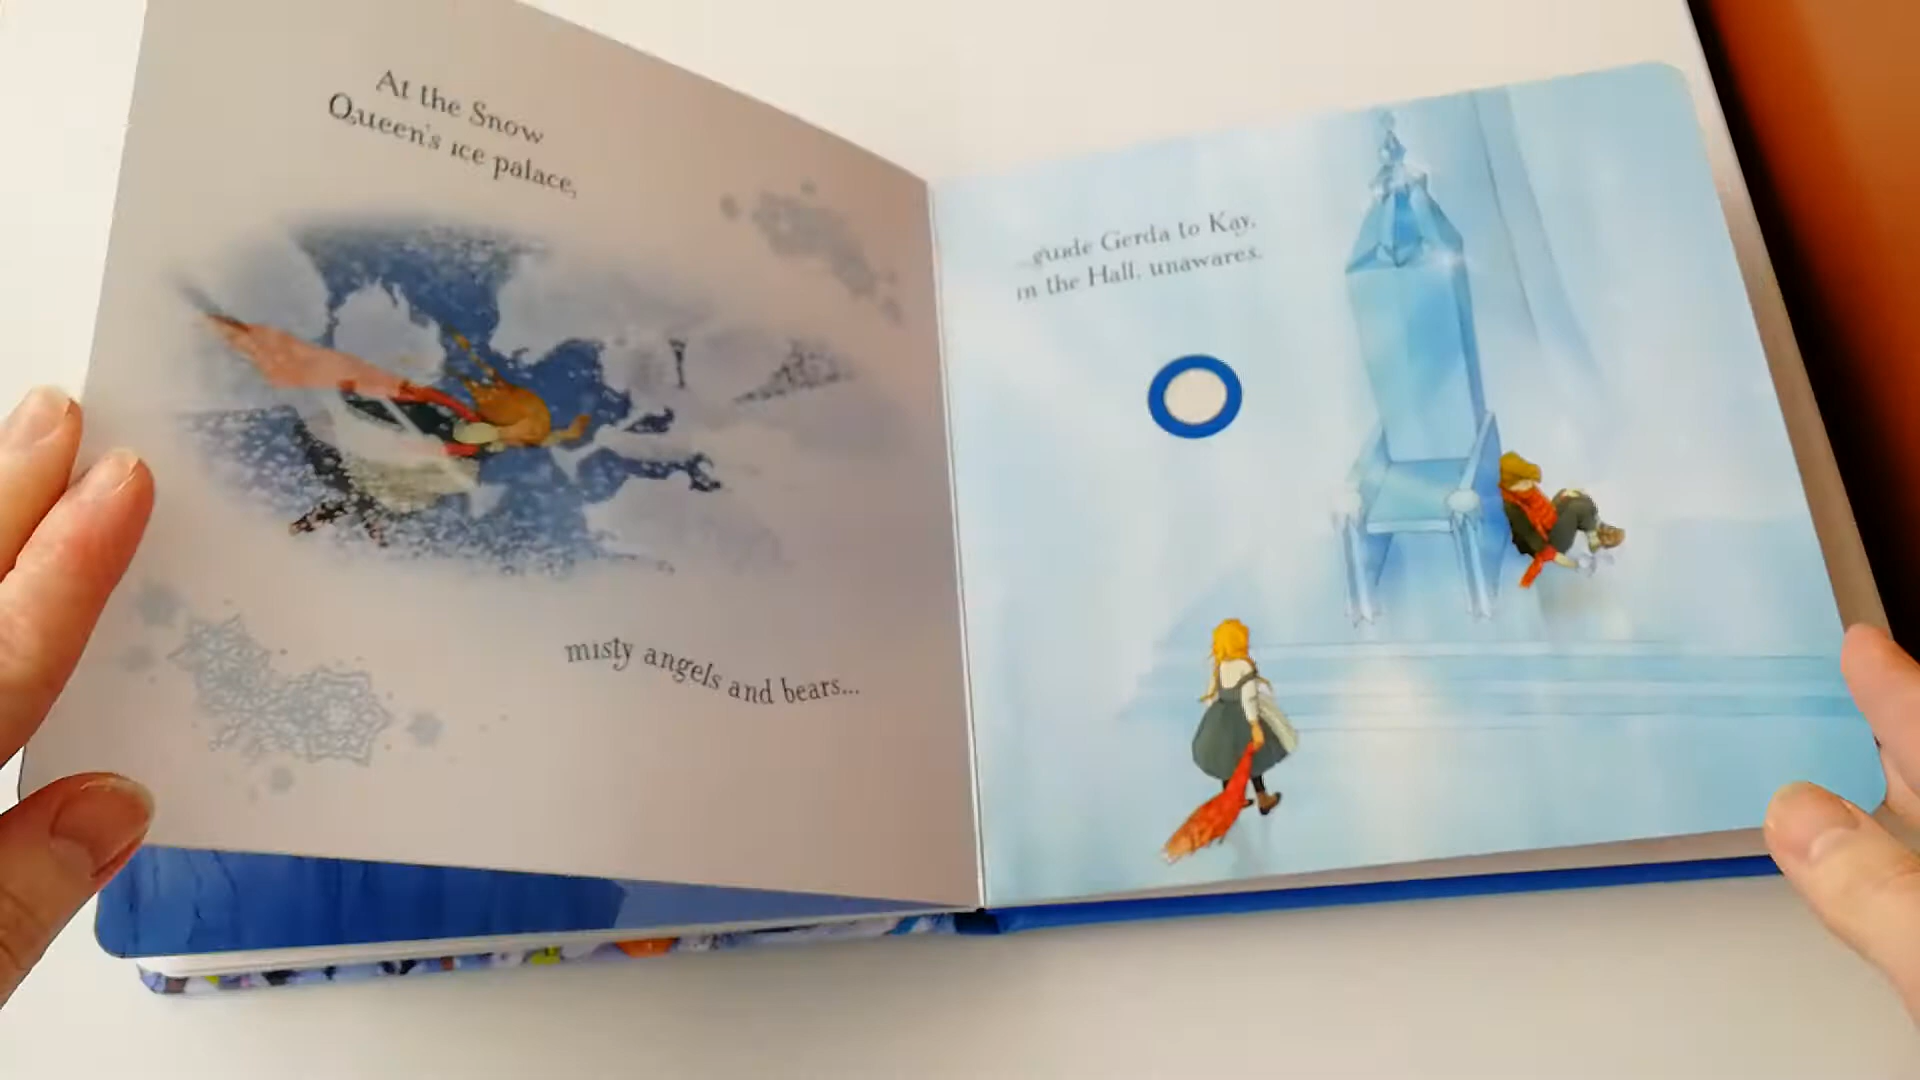 At the Snow
Queen's ice palace,
misty angels and bears...
...guide Gerda to Kay,
in the Hall, unawares.